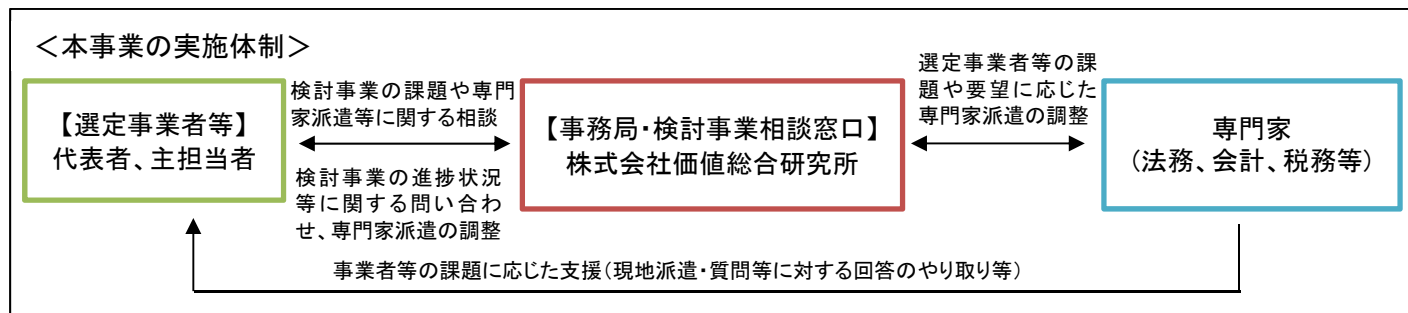 ＜本事業の実施体制＞
【選定事業者等】
代表者、主担当者
検討事業の課題や専門
家派遣等に関する相談
検討事業の進捗状況
等に関する問い合わ
せ、専門家派遣の調整
【事務局・検討事業相談窓口】
株式会社価値総合研究所
選定事業者等の課
題や要望に応じた
専門家派遣の調整
専門家
（法務、会計、税務等）
事業者等の課題に応じた支援（現地派遣・質問等に対する回答のやり取り等）